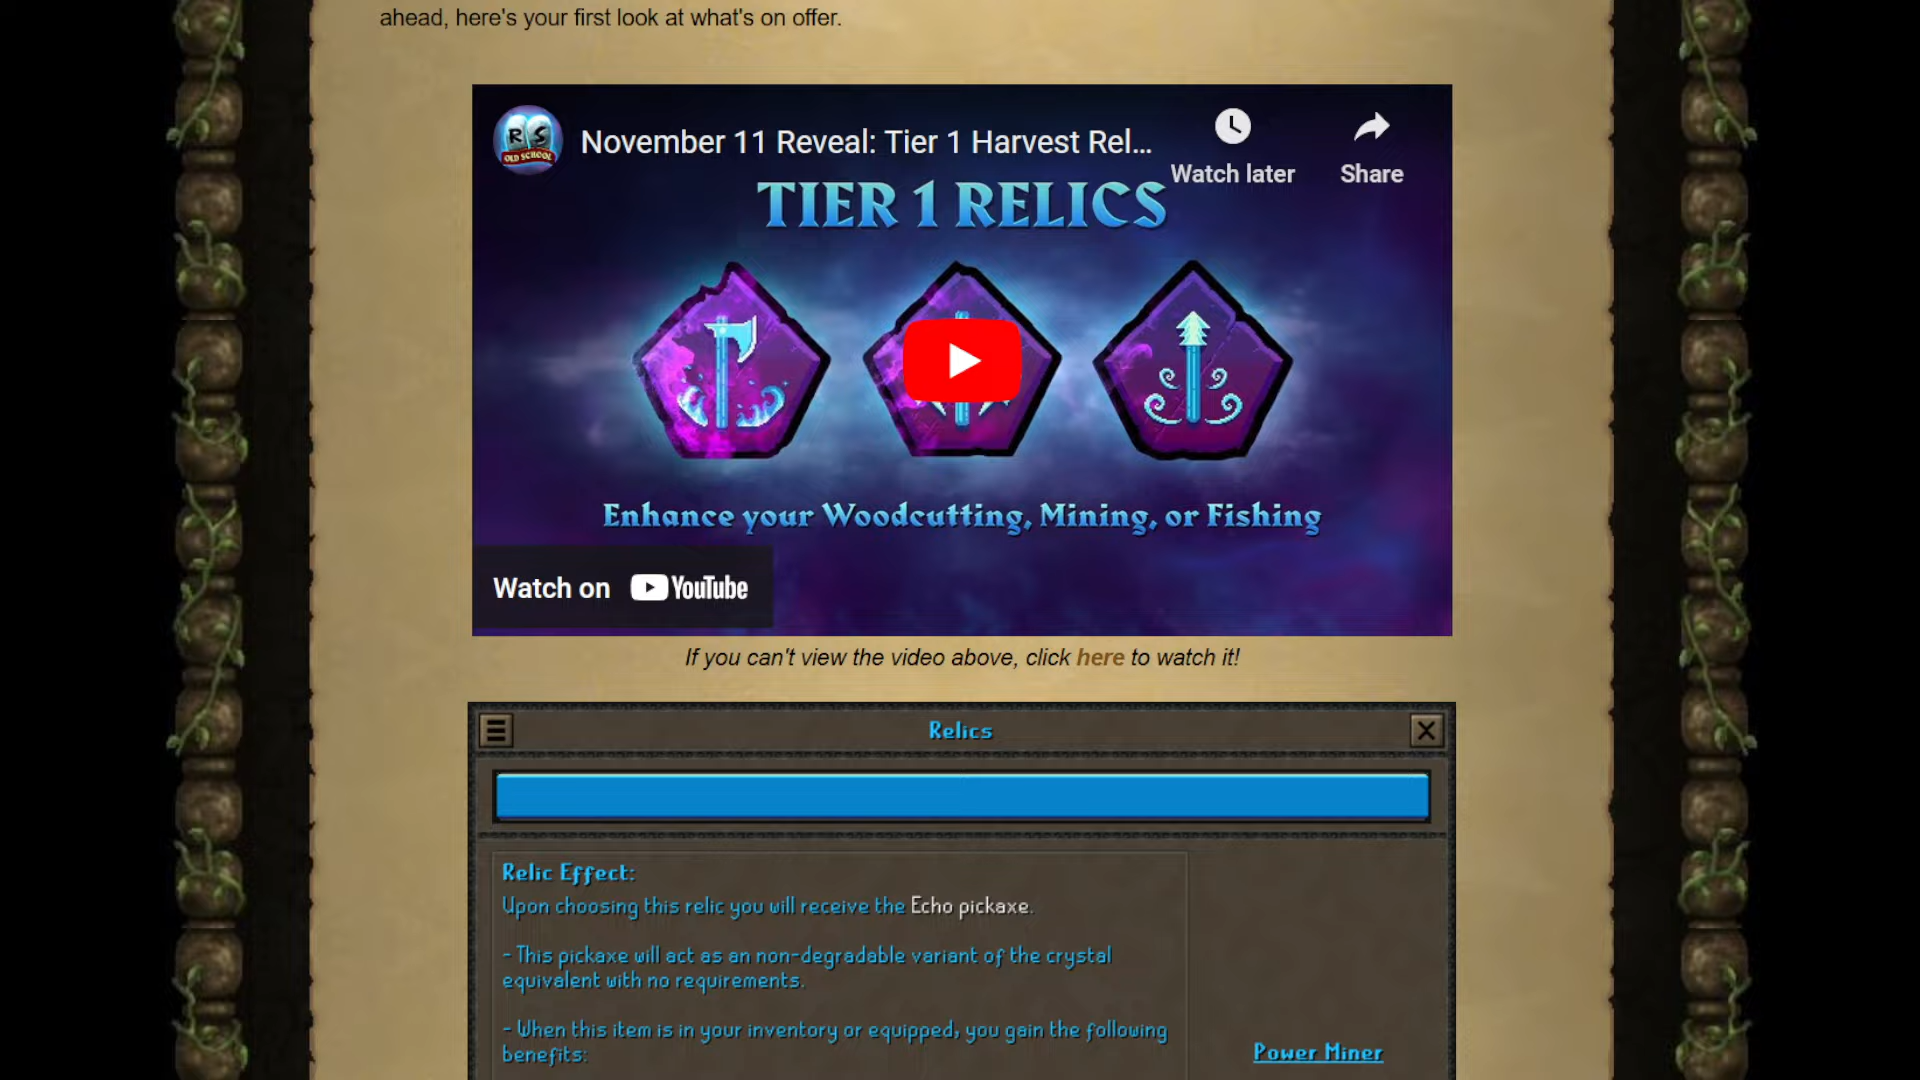 ahead, here's your first look at what's on offer.
RS
OLD SCHOOL
November 11 Reveal: Tier 1 Harvest Rel...
Watch later
Share
TIER 1 RELICS
Enhance your Woodcutting, Mining, or Fishing
Watch on YouTube
If you can't view the video above, click here to watch it!
Relics
Relic Effect:
Upon choosing this relic you will receive the Echo pickaxe.
- This pickaxe will act as an non-degradable variant of the crystal
equivalent with no requirements.
- When this item is in your inventory or equipped, you gain the following
benefits:
Power Miner